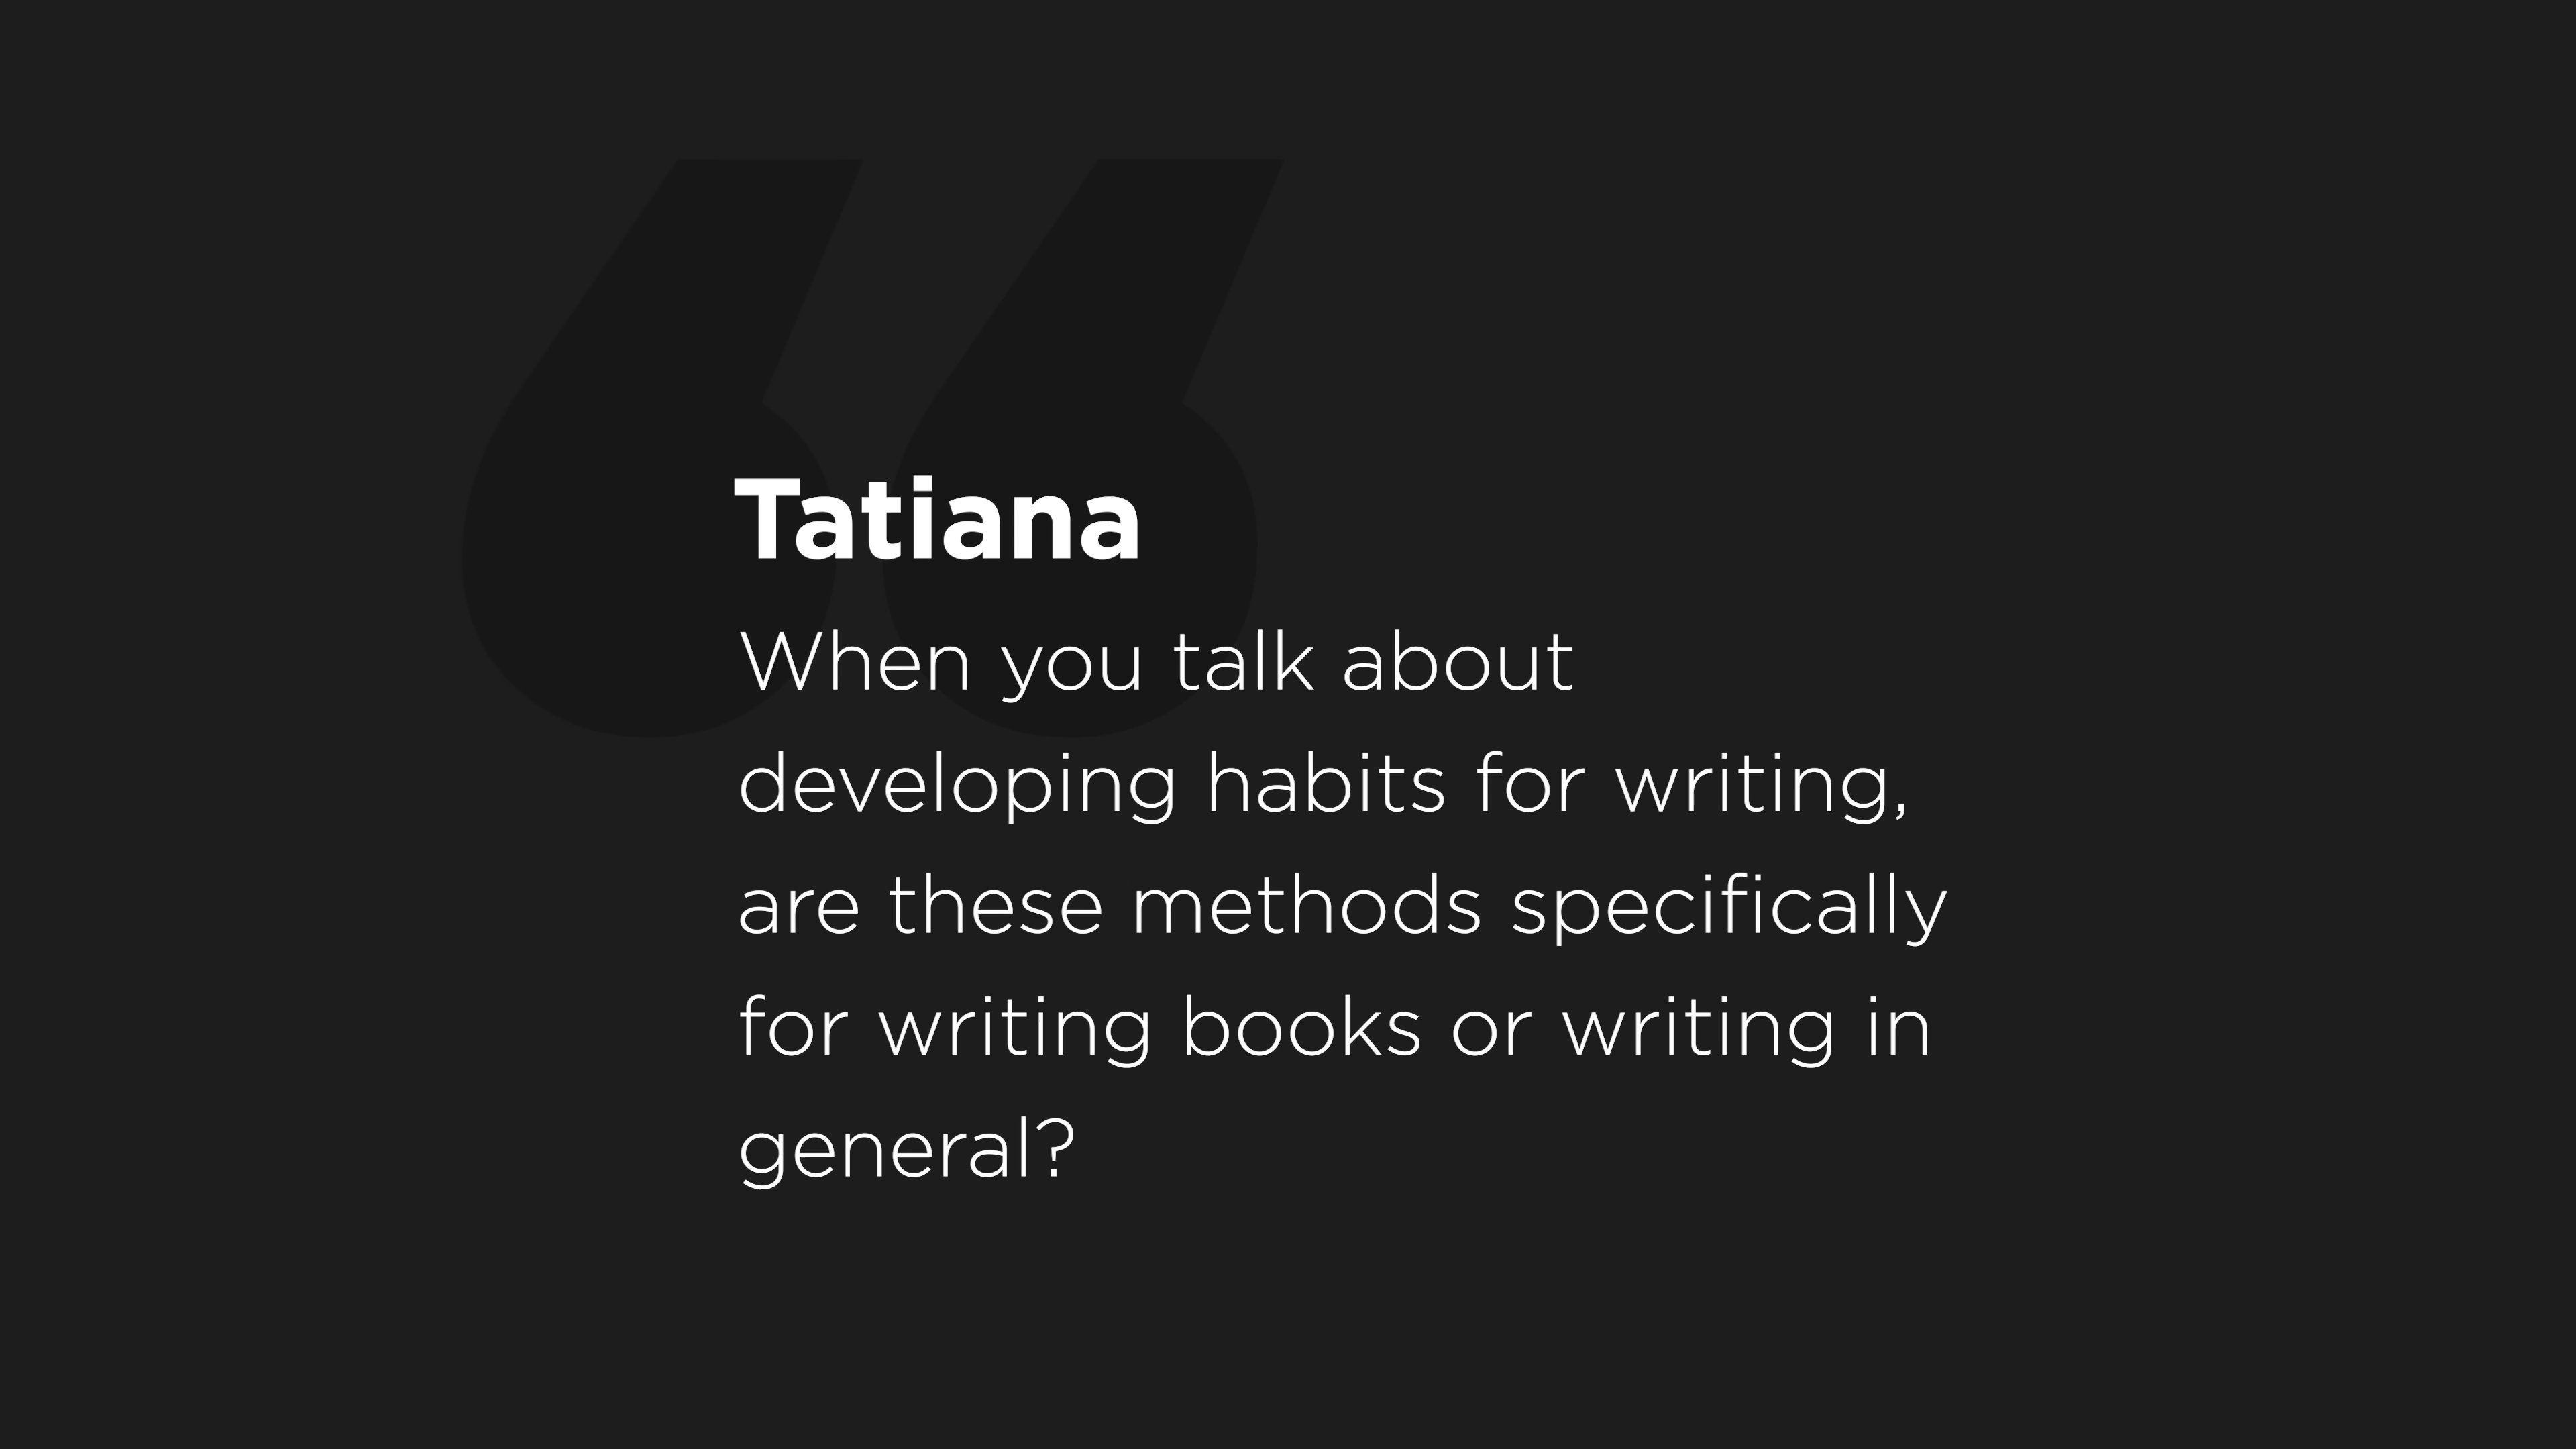 Tatiana
When you talk about
developing habits for writing,
are these methods specifically
for writing books or writing in
general?